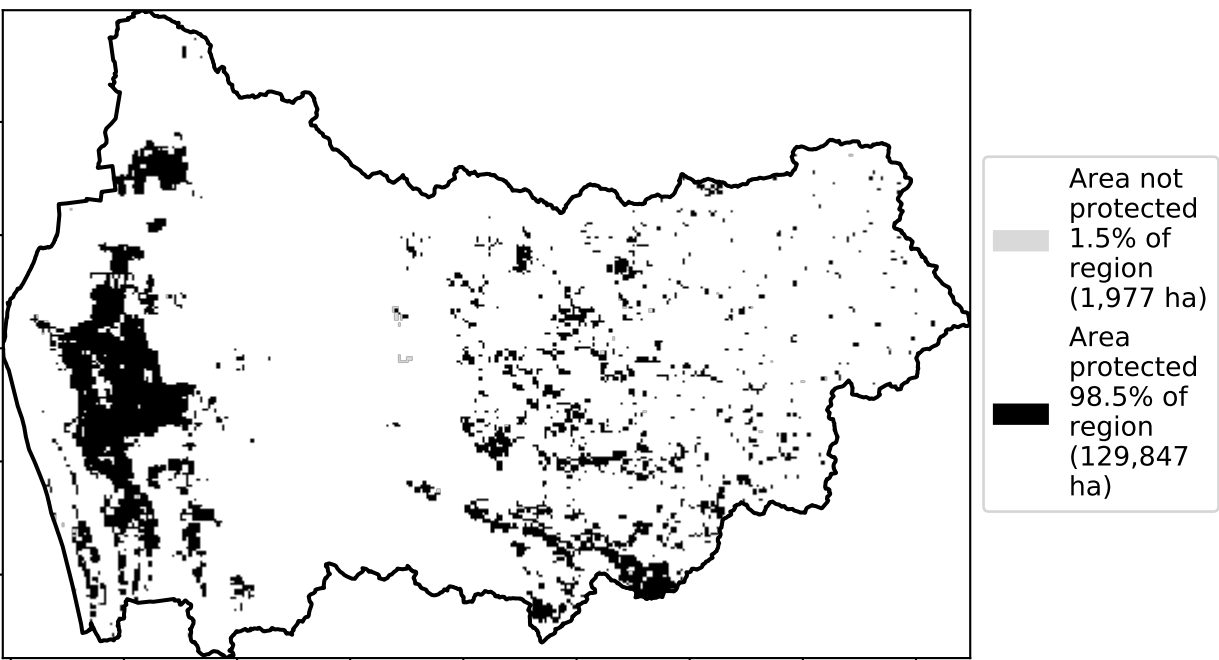 Area not
protected
1.5% of
region
(1,977 ha)
Area
protected
98.5% of
region
(129,847
ha)